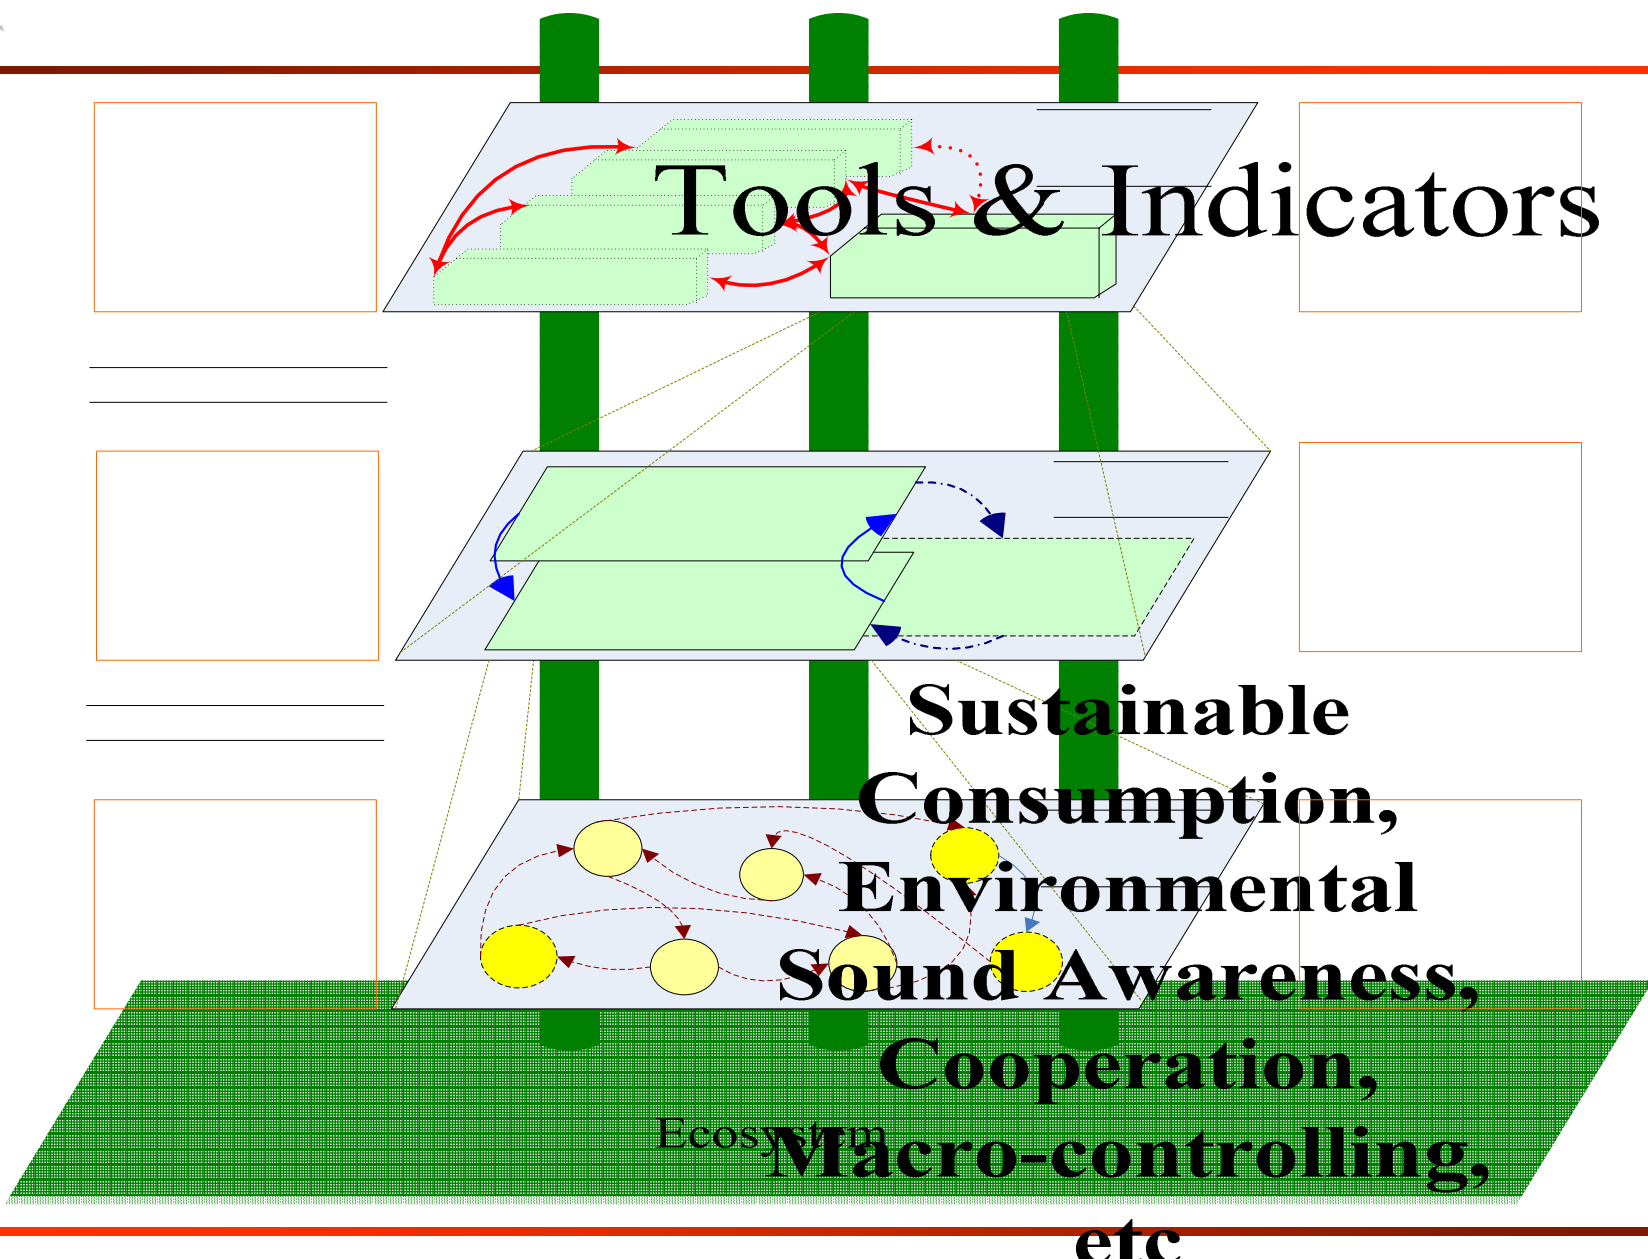 Tools & Indicators
Sustainable
Consumption,
Environmental
Sound Awareness,
Cooperation,
Ecosystem
Macro-controlling,
etc